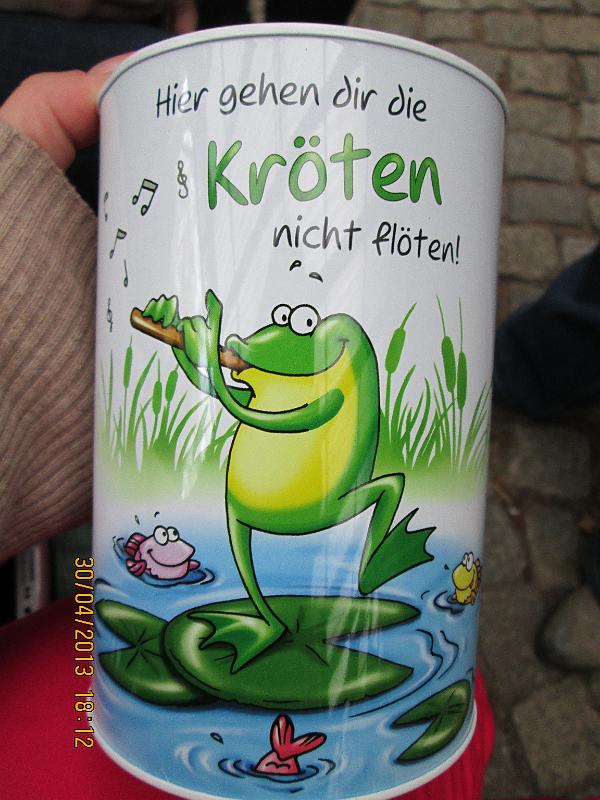 Hier gehen dir die
Kröten
nicht flöten!
30/04/2013 18:12